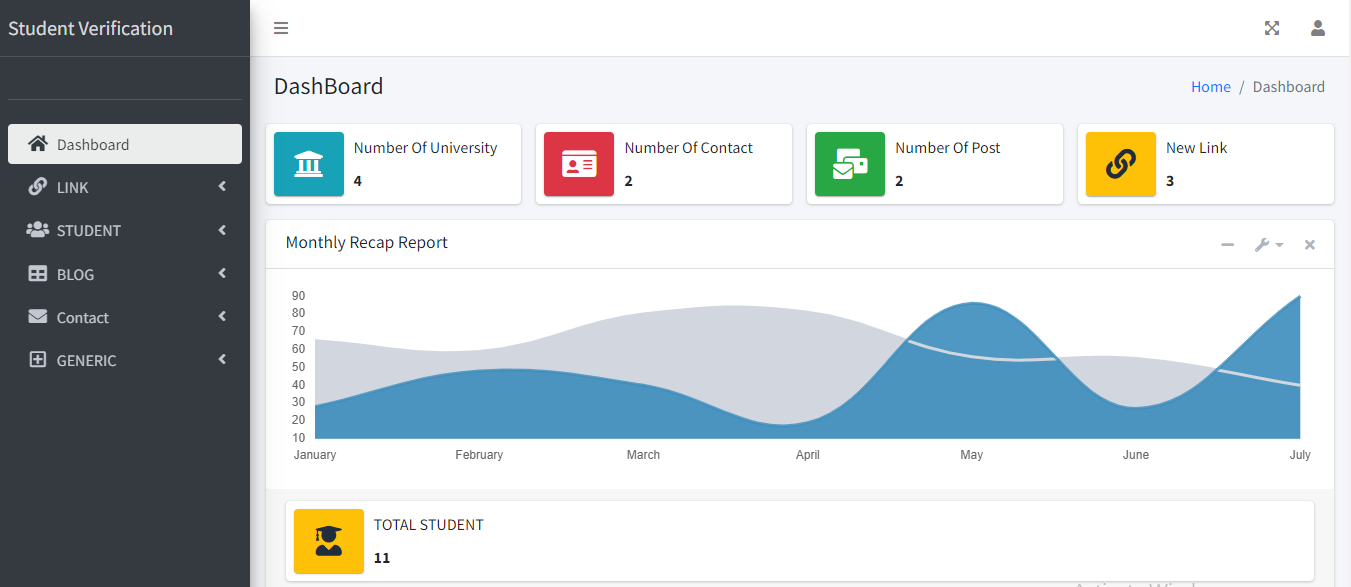 Student Verification
DashBoard
Home / Dashboard
Dashboard
LINK
STUDENT
BLOG
Contact
GENERIC
Number Of University
4
Number Of Contact
2
Number Of Post
2
New Link
3
Monthly Recap Report
90
80
70
60
50
40
30
20
10
January February March April May June July
TOTAL STUDENT
11